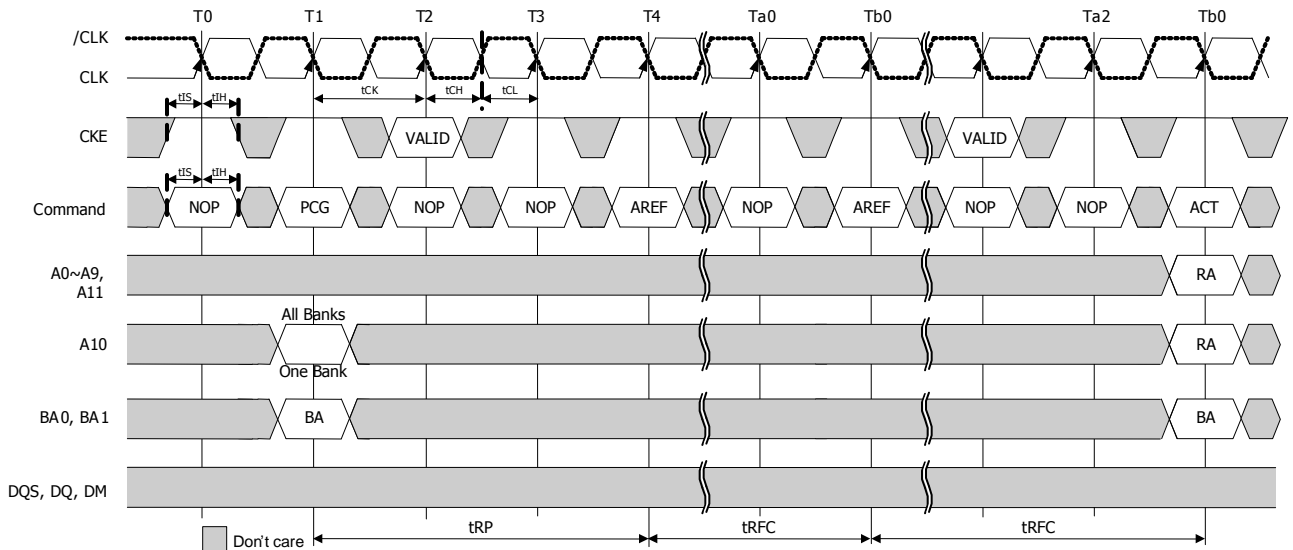 T0 T1 T2 T3 T4 Ta0 Tb0 Ta2 Tb0
/CLK
CLK
tCK tCH tCL
tIS tIH
CKE VALID VALID
tIS tIH
Command NOP PCG NOP NOP AREF NOP AREF NOP NOP ACT
A0~A9,
A11
RA
All Banks
A10 RA
One Bank
BA0, BA1 BA BA
DQS, DQ, DM
tRP tRFC tRFC
Don't care